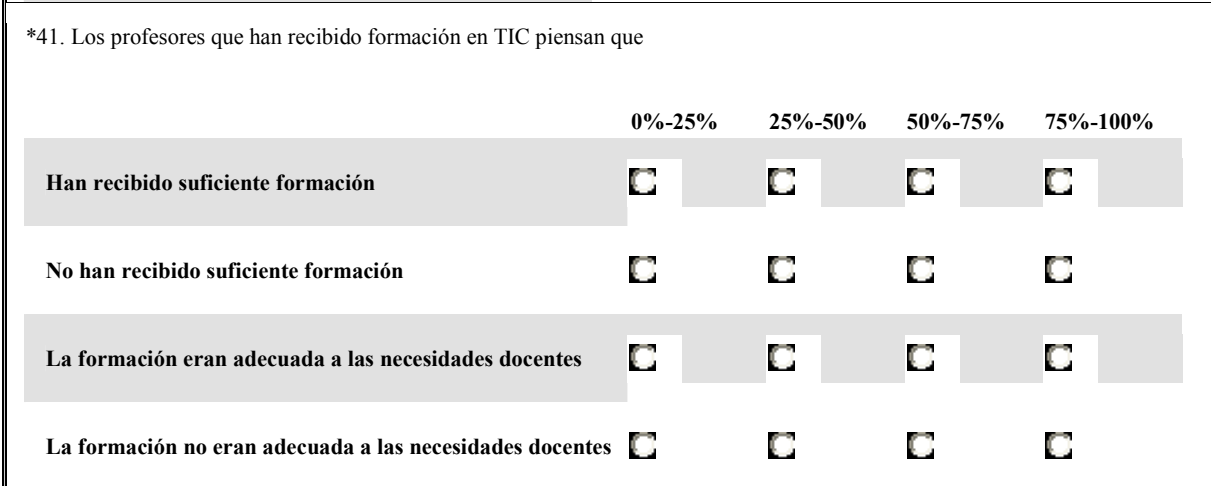 *41. Los profesores que han recibido formación en TIC piensan que
0%-25% 25%-50% 50%-75% 75%-100%
Han recibido suficiente formación
No han recibido suficiente formación
La formación eran adecuada a las necesidades docentes
La formación no eran adecuada a las necesidades docentes